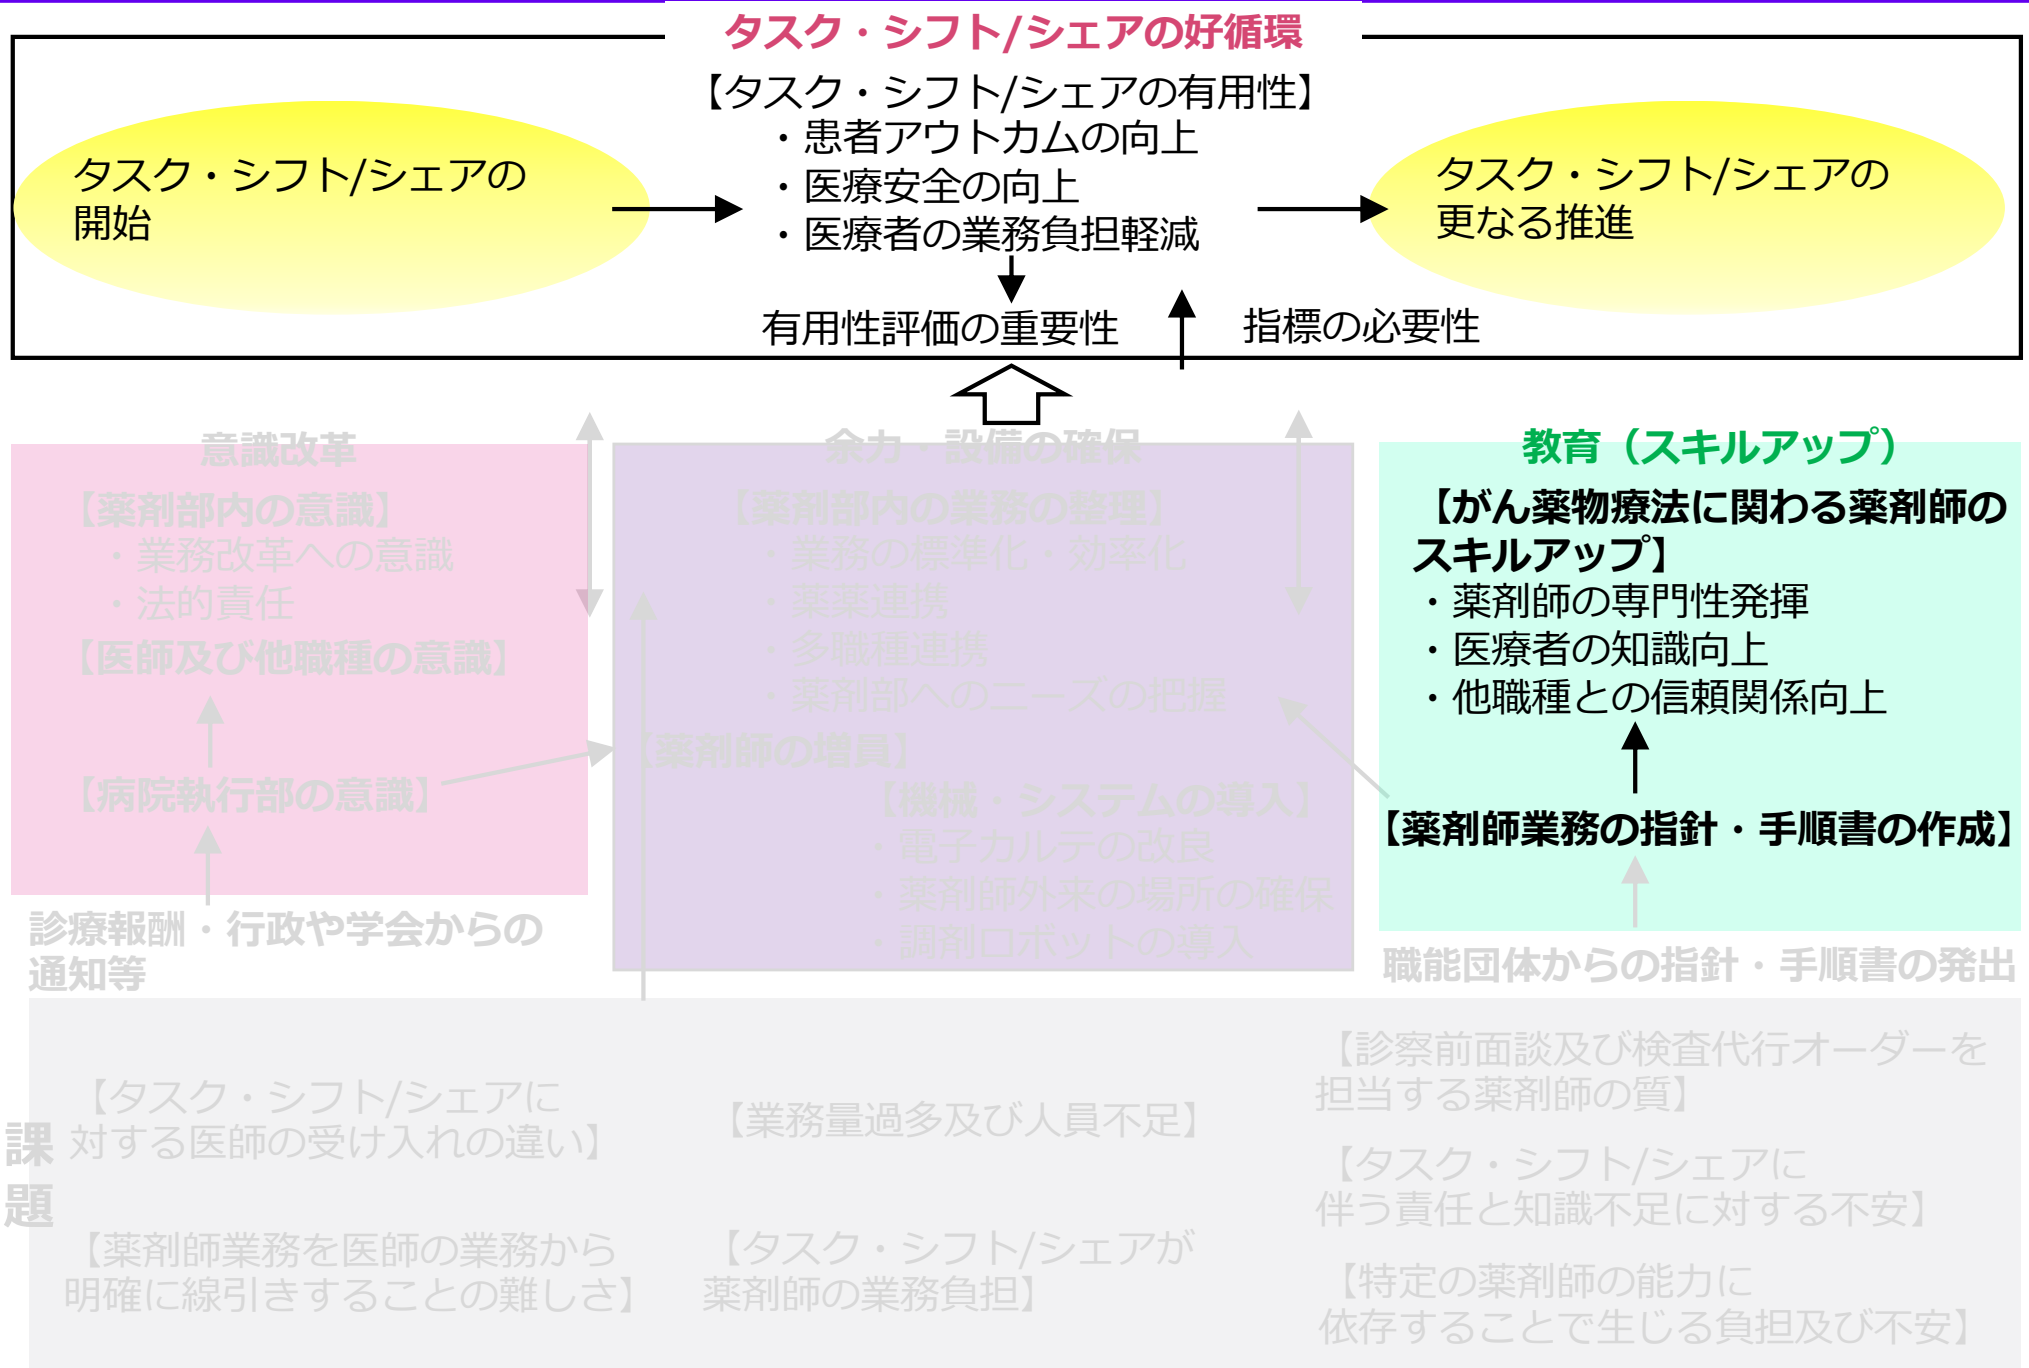 タスク・シフト/シェアの好循環
【タスク・シフト/シェアの有用性】
・患者アウトカムの向上
・医療安全の向上
・医療者の業務負担軽減
タスク・シフト/シェアの
開始
タスク・シフト/シェアの
更なる推進
有用性評価の重要性
指標の必要性
意識改革
【薬剤部内の意識】
・業務改革への意識
・法的責任
【医師及び他職種の意識】
【病院執行部の意識】
診療報酬・行政や学会からの
通知等
余力・設備の確保
【薬剤部内の業務の整理】
・業務の標準化・効率化
・薬薬連携
・多職種連携
・薬剤部へのニーズの把握
【薬剤師の増員】
【機械・システムの導入】
・電子カルテの改良
・薬剤師外来の場所の確保
・調剤ロボットの導入
教育（スキルアップ）
【がん薬物療法に関わる薬剤師の
スキルアップ】
・薬剤師の専門性発揮
・医療者の知識向上
・他職種との信頼関係向上
【薬剤師業務の指針・手順書の作成】
職能団体からの指針・手順書の発出
課
題
【タスク・シフト/シェアに
対する医師の受け入れの違い】
【薬剤師業務を医師の業務から
明確に線引きすることの難しさ】
【業務量過多及び人員不足】
【タスク・シフト/シェアが
薬剤師の業務負担】
【診察前面談及び検査代行オーダーを
担当する薬剤師の質】
【タスク・シフト/シェアに
伴う責任と知識不足に対する不安】
【特定の薬剤師の能力に
依存することで生じる負担及び不安】